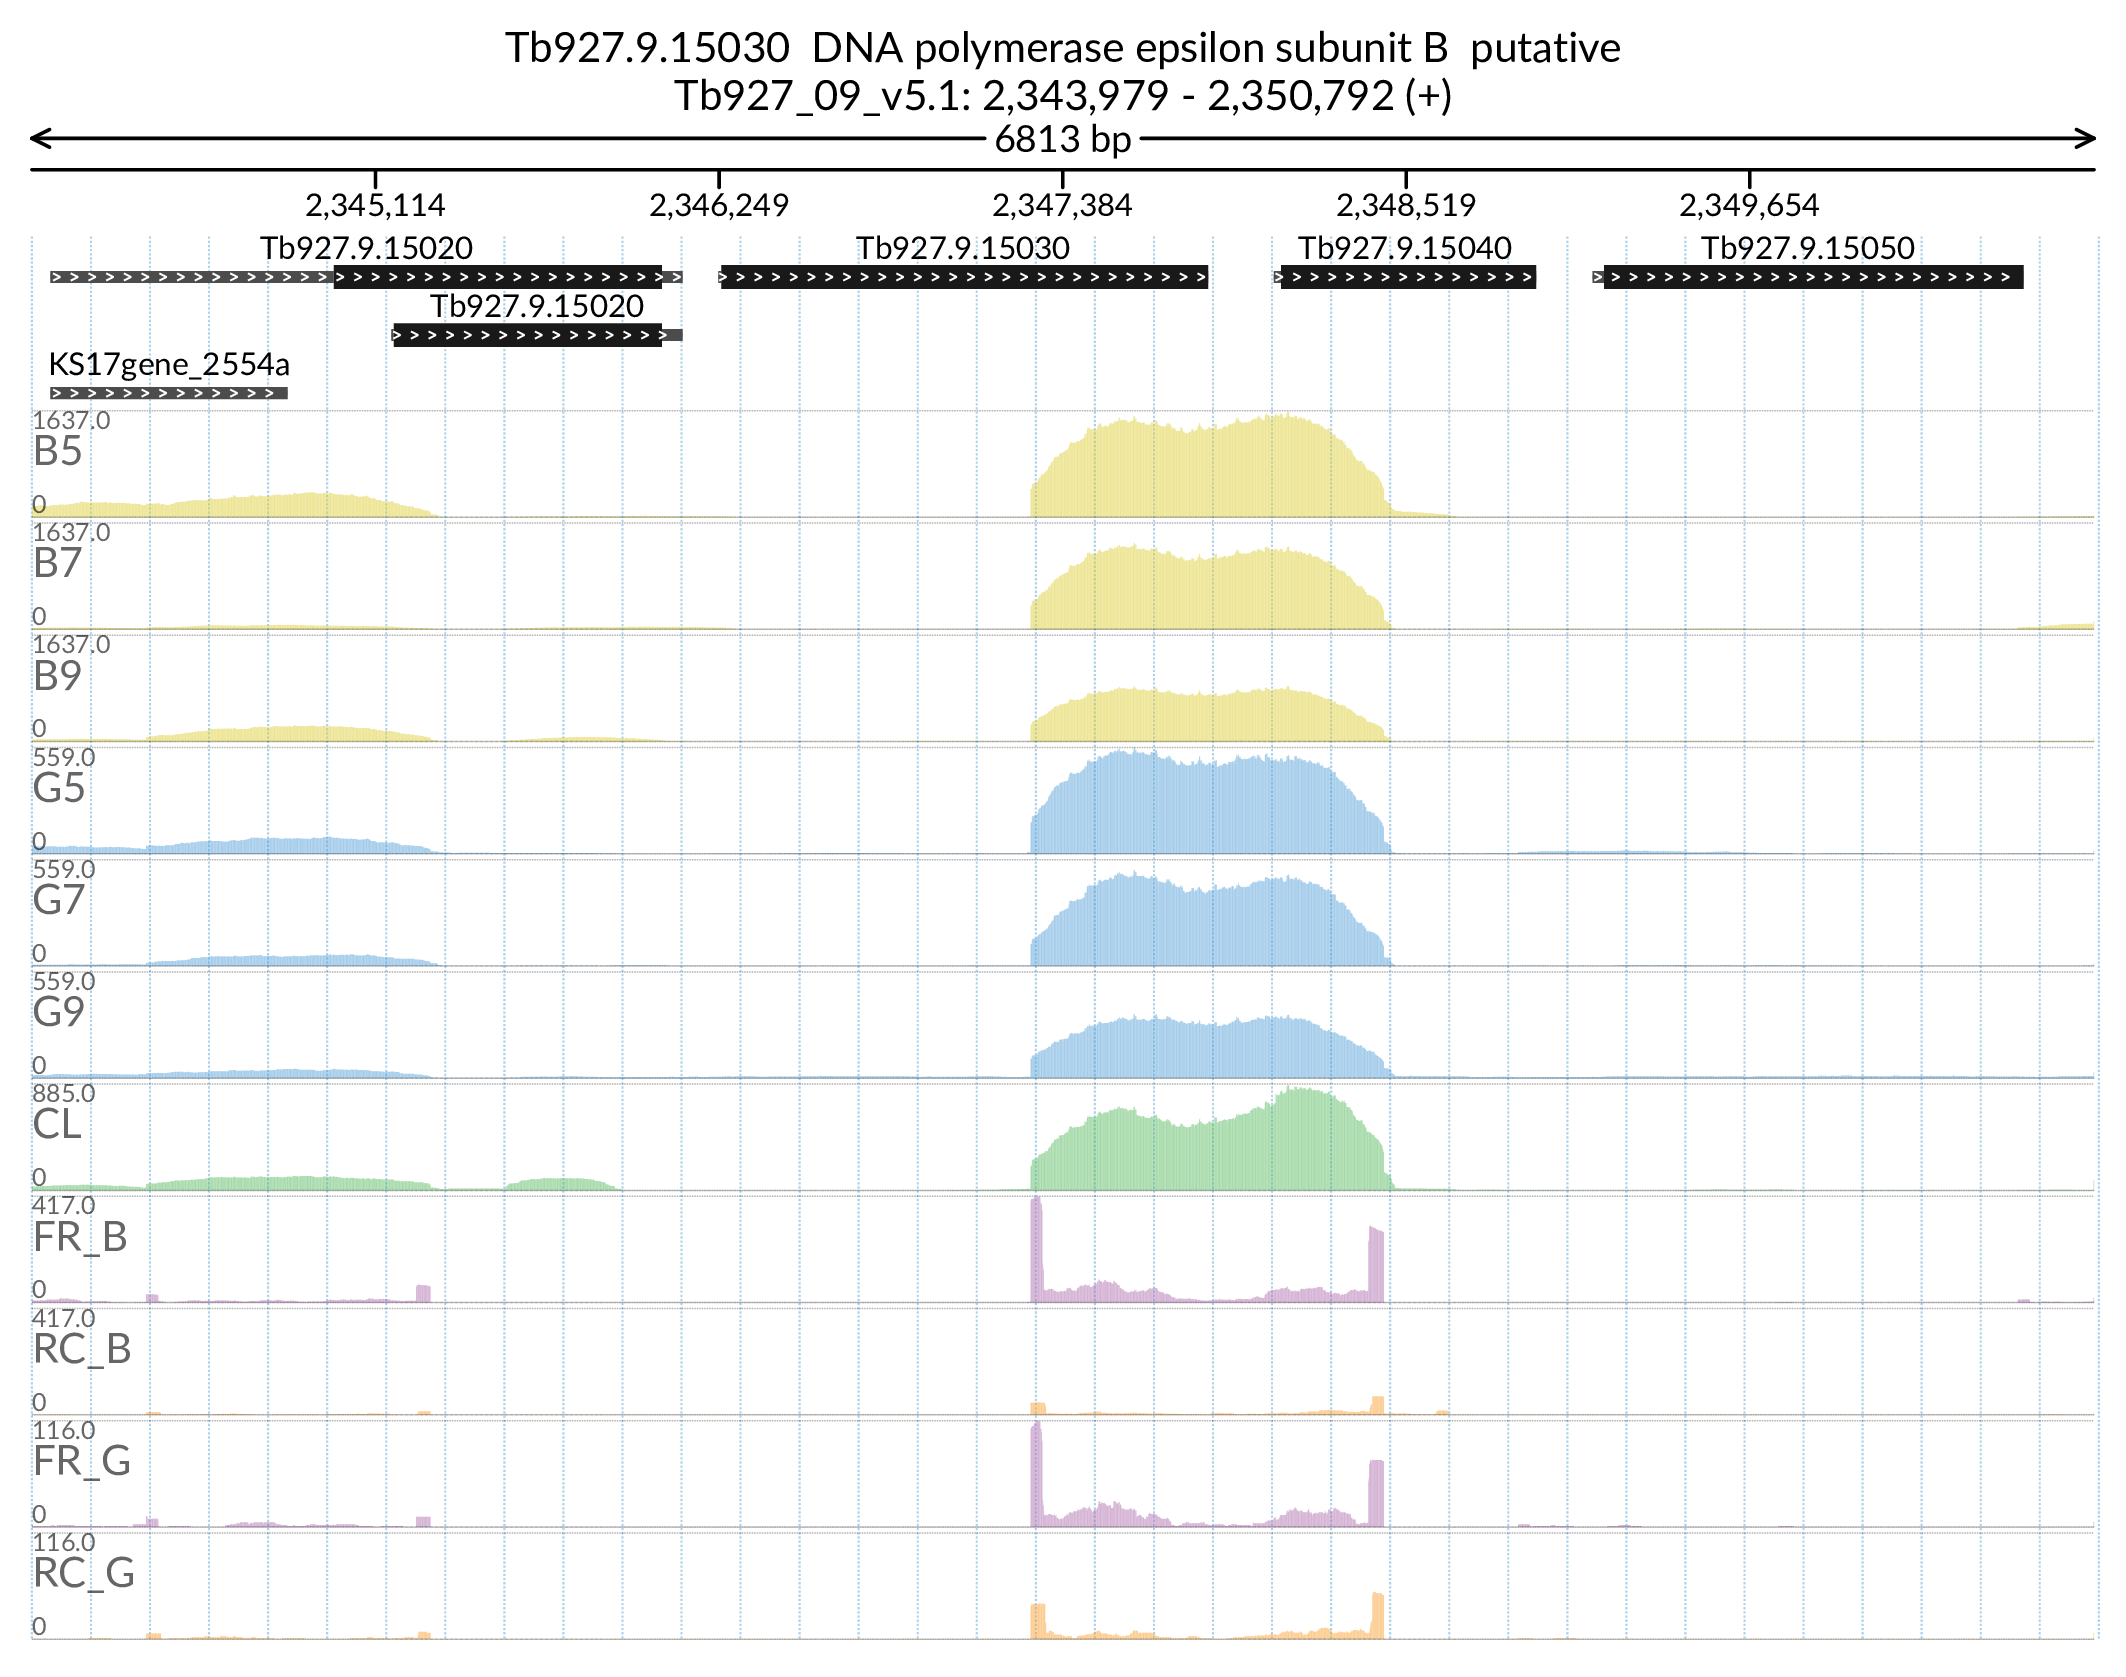 Tb927.9.15030  DNA polymerase epsilon subunit B  putative
Tb927_09_v5.1: 2,343,979 - 2,350,792 (+)
6813 bp
2,345,114 2,346,249 2,347,384 2,348,519 2,349,654
Tb927.9.15020 Tb927.9.15030 Tb927.9.15040 Tb927.9.15050
Tb927.9.15020
KS17gene_2554a
1637.0
B5
0
1637.0
B7
0
1637.0
B9
0
559.0
G5
0
559.0
G7
0
559.0
G9
0
885.0
CL
0
417.0
FR_B
0
417.0
RC_B
0
116.0
FR_G
0
116.0
RC_G
0